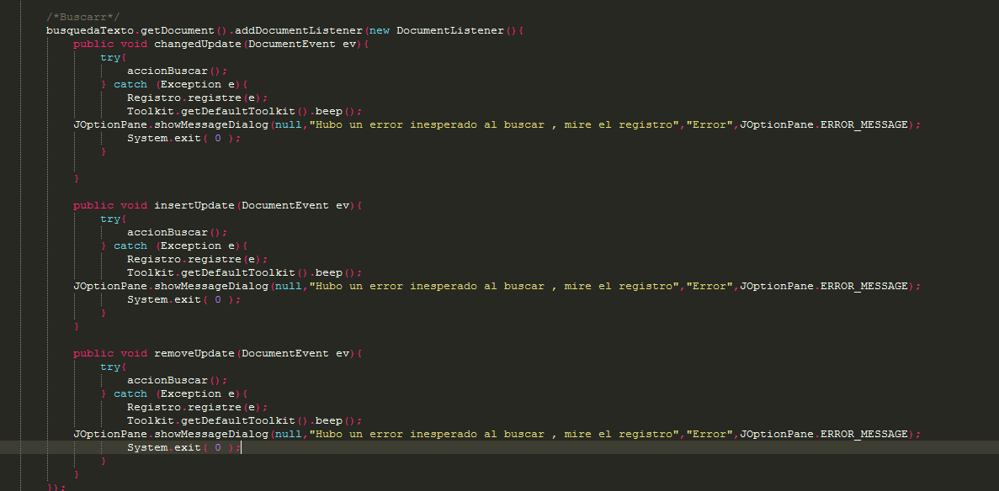 /*Buscarr*/
busquedaTexto.getDocument().addDocumentListener(new DocumentListener(){
public void changedUpdate(DocumentEvent ev){
try{
accionBuscar();
} catch (Exception e){
Registro.registre(e);
Toolkit.getDefaultToolkit().beep();
JOptionPane.showMessageDialog(null,"Hubo un error inesperado al buscar , mire el registro","Error",JOptionPane.ERROR_MESSAGE);
System.exit( 0 );
}
}
public void insertUpdate(DocumentEvent ev){
try{
accionBuscar();
} catch (Exception e){
Registro.registre(e);
Toolkit.getDefaultToolkit().beep();
JOptionPane.showMessageDialog(null,"Hubo un error inesperado al buscar , mire el registro","Error",JOptionPane.ERROR_MESSAGE);
System.exit( 0 );
}
}
public void removeUpdate(DocumentEvent ev){
try{
accionBuscar();
} catch (Exception e){
Registro.registre(e);
Toolkit.getDefaultToolkit().beep();
JOptionPane.showMessageDialog(null,"Hubo un error inesperado al buscar , mire el registro","Error",JOptionPane.ERROR_MESSAGE);
System.exit( 0 );
}
}
});